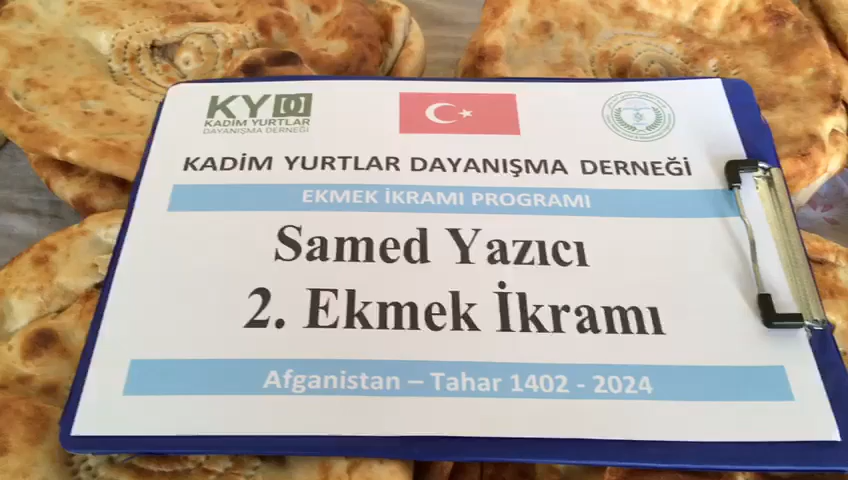 KYDD
KADİM YURTLAR
DAYANIŞMA DERNEĞİ
KADİM YURTLAR DAYANIŞMA DERNEĞİ
EKMEK İKRAMI PROGRAMI
Samed Yazıcı
2. Ekmek İkramı
Afganistan – Tahar 1402 - 2024